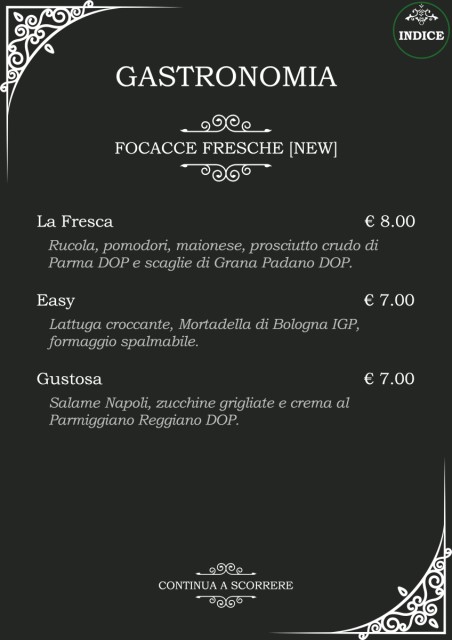 INDICE
GASTRONOMIA
FOCACCE FRESCHE [NEW]
La Fresca € 8.00
Rucola, pomodori, maionese, prosciutto crudo di
Parma DOP e scaglie di Grana Padano DOP.
Easy € 7.00
Lattuga croccante, Mortadella di Bologna IGP,
formaggio spalmabile.
Gustosa € 7.00
Salame Napoli, zucchine grigliate e crema al
Parmiggiano Reggiano DOP.
CONTINUA A SCORRERE